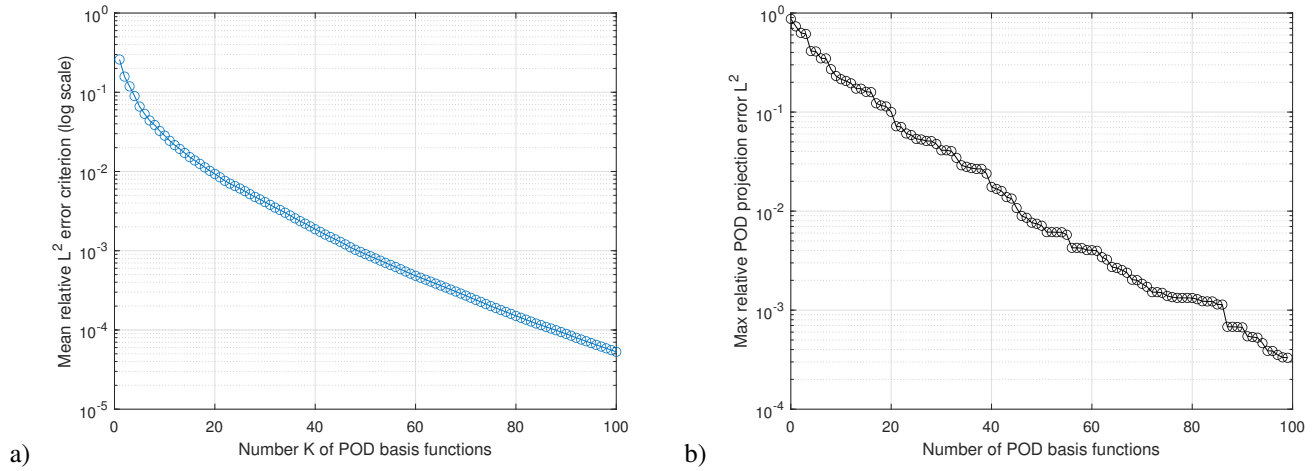 10^0
10^-1
10^-2
10^-3
10^-4
10^-5
Mean relative L^2 error criterion (log scale)
0 20 40 60 80 100
Number K of POD basis functions
a)
10^0
10^-1
10^-2
10^-3
10^-4
Max relative POD projection error L^2
0 20 40 60 80 100
Number of POD basis functions
b)